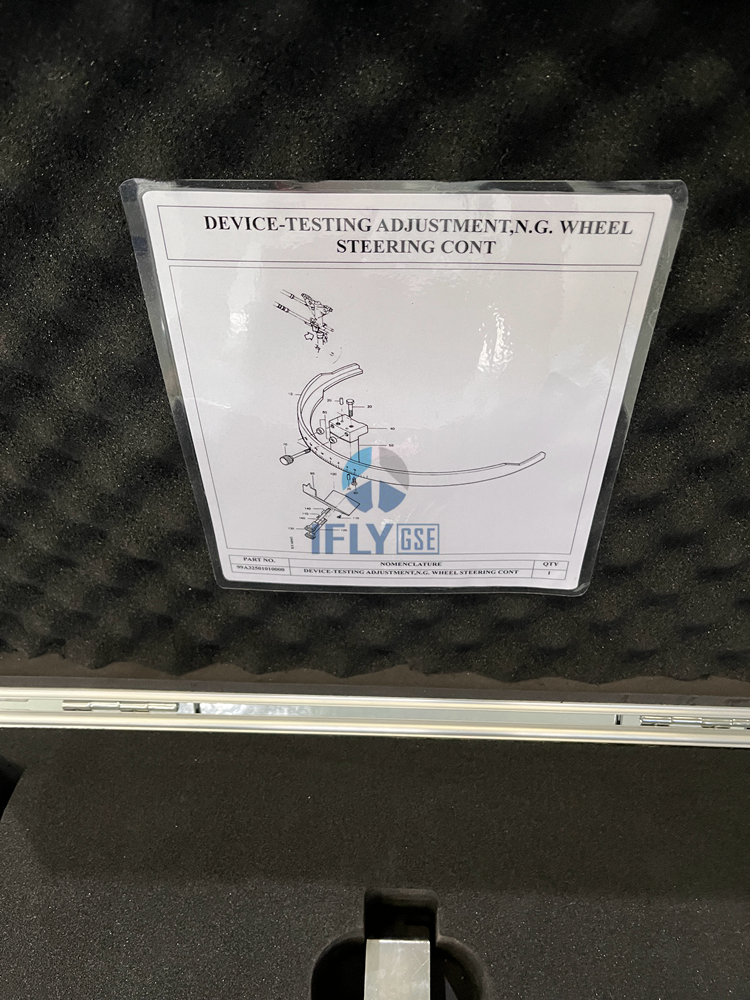 DEVICE-TESTING ADJUSTMENT,N.G. WHEEL
STEERING CONT
IFLY GSE
PART NO. NOMENCLATURE QTY
99A32501010000 DEVICE-TESTING ADJUSTMENT,N.G. WHEEL STEERING CONT 1